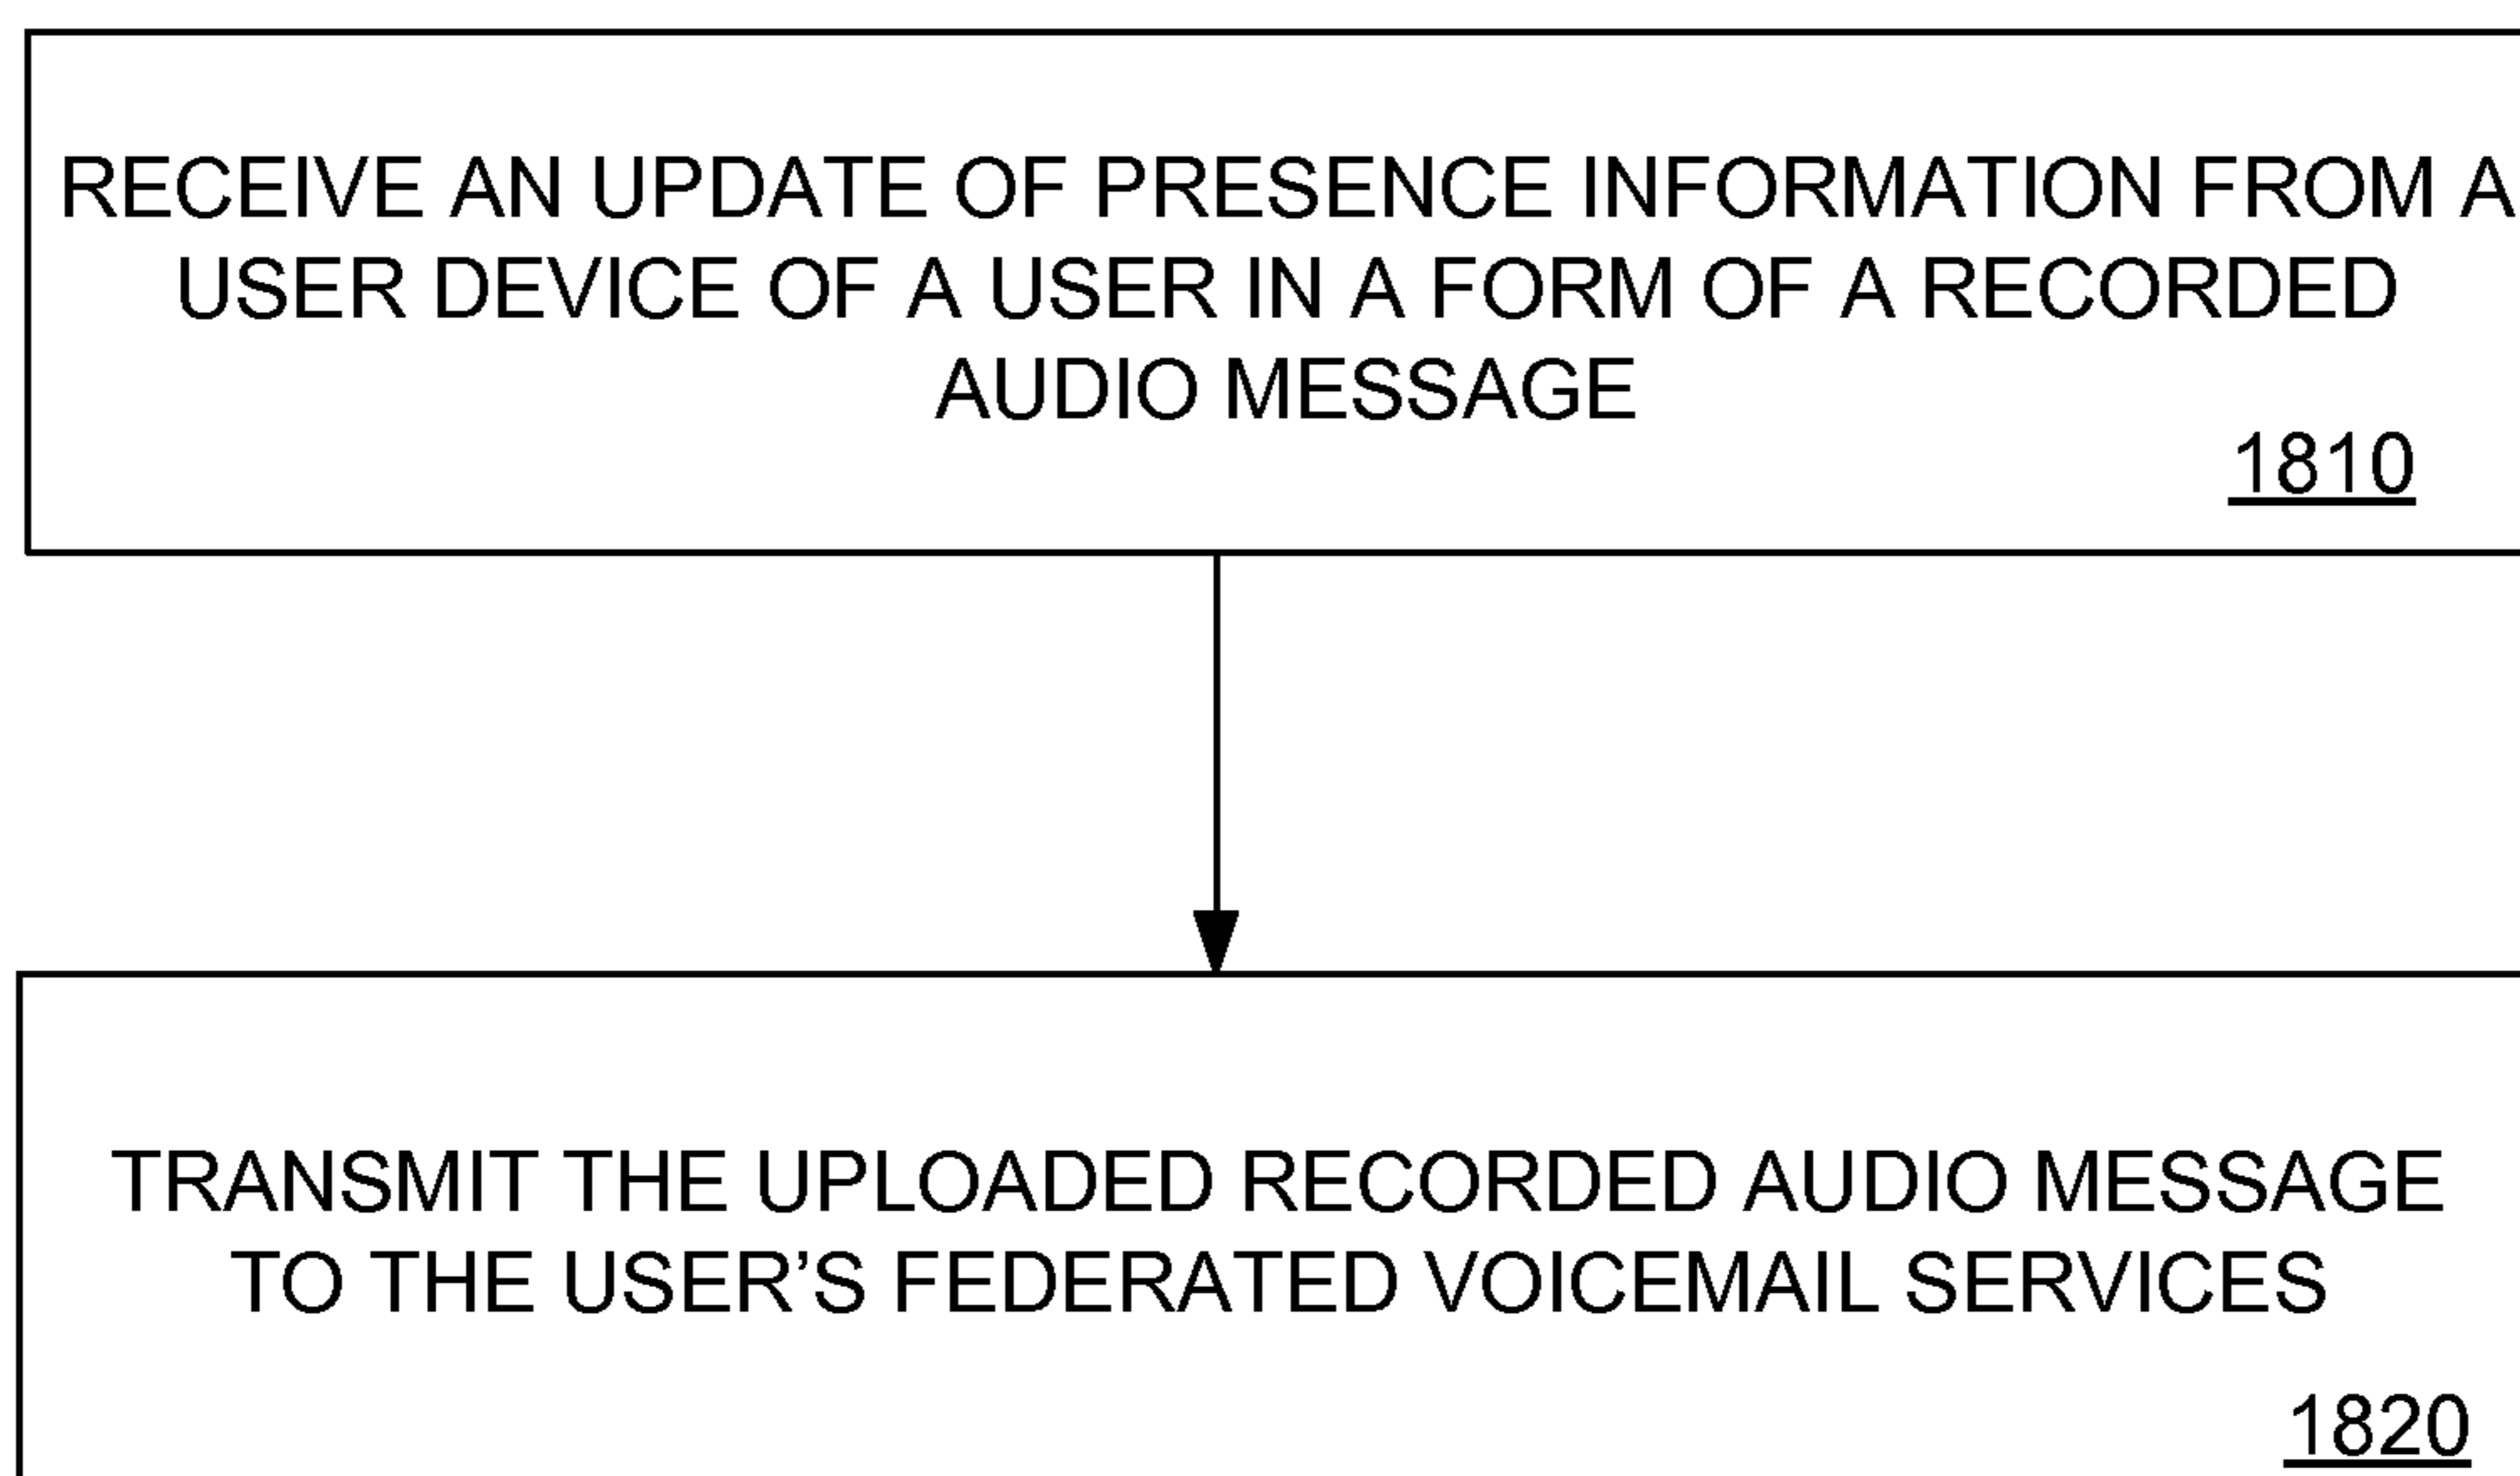 RECEIVE AN UPDATE OF PRESENCE INFORMATION FROM A
USER DEVICE OF A USER IN A FORM OF A RECORDED
AUDIO MESSAGE
1810
TRANSMIT THE UPLOADED RECORDED AUDIO MESSAGE
TO THE USER’S FEDERATED VOICEMAIL SERVICES
1820